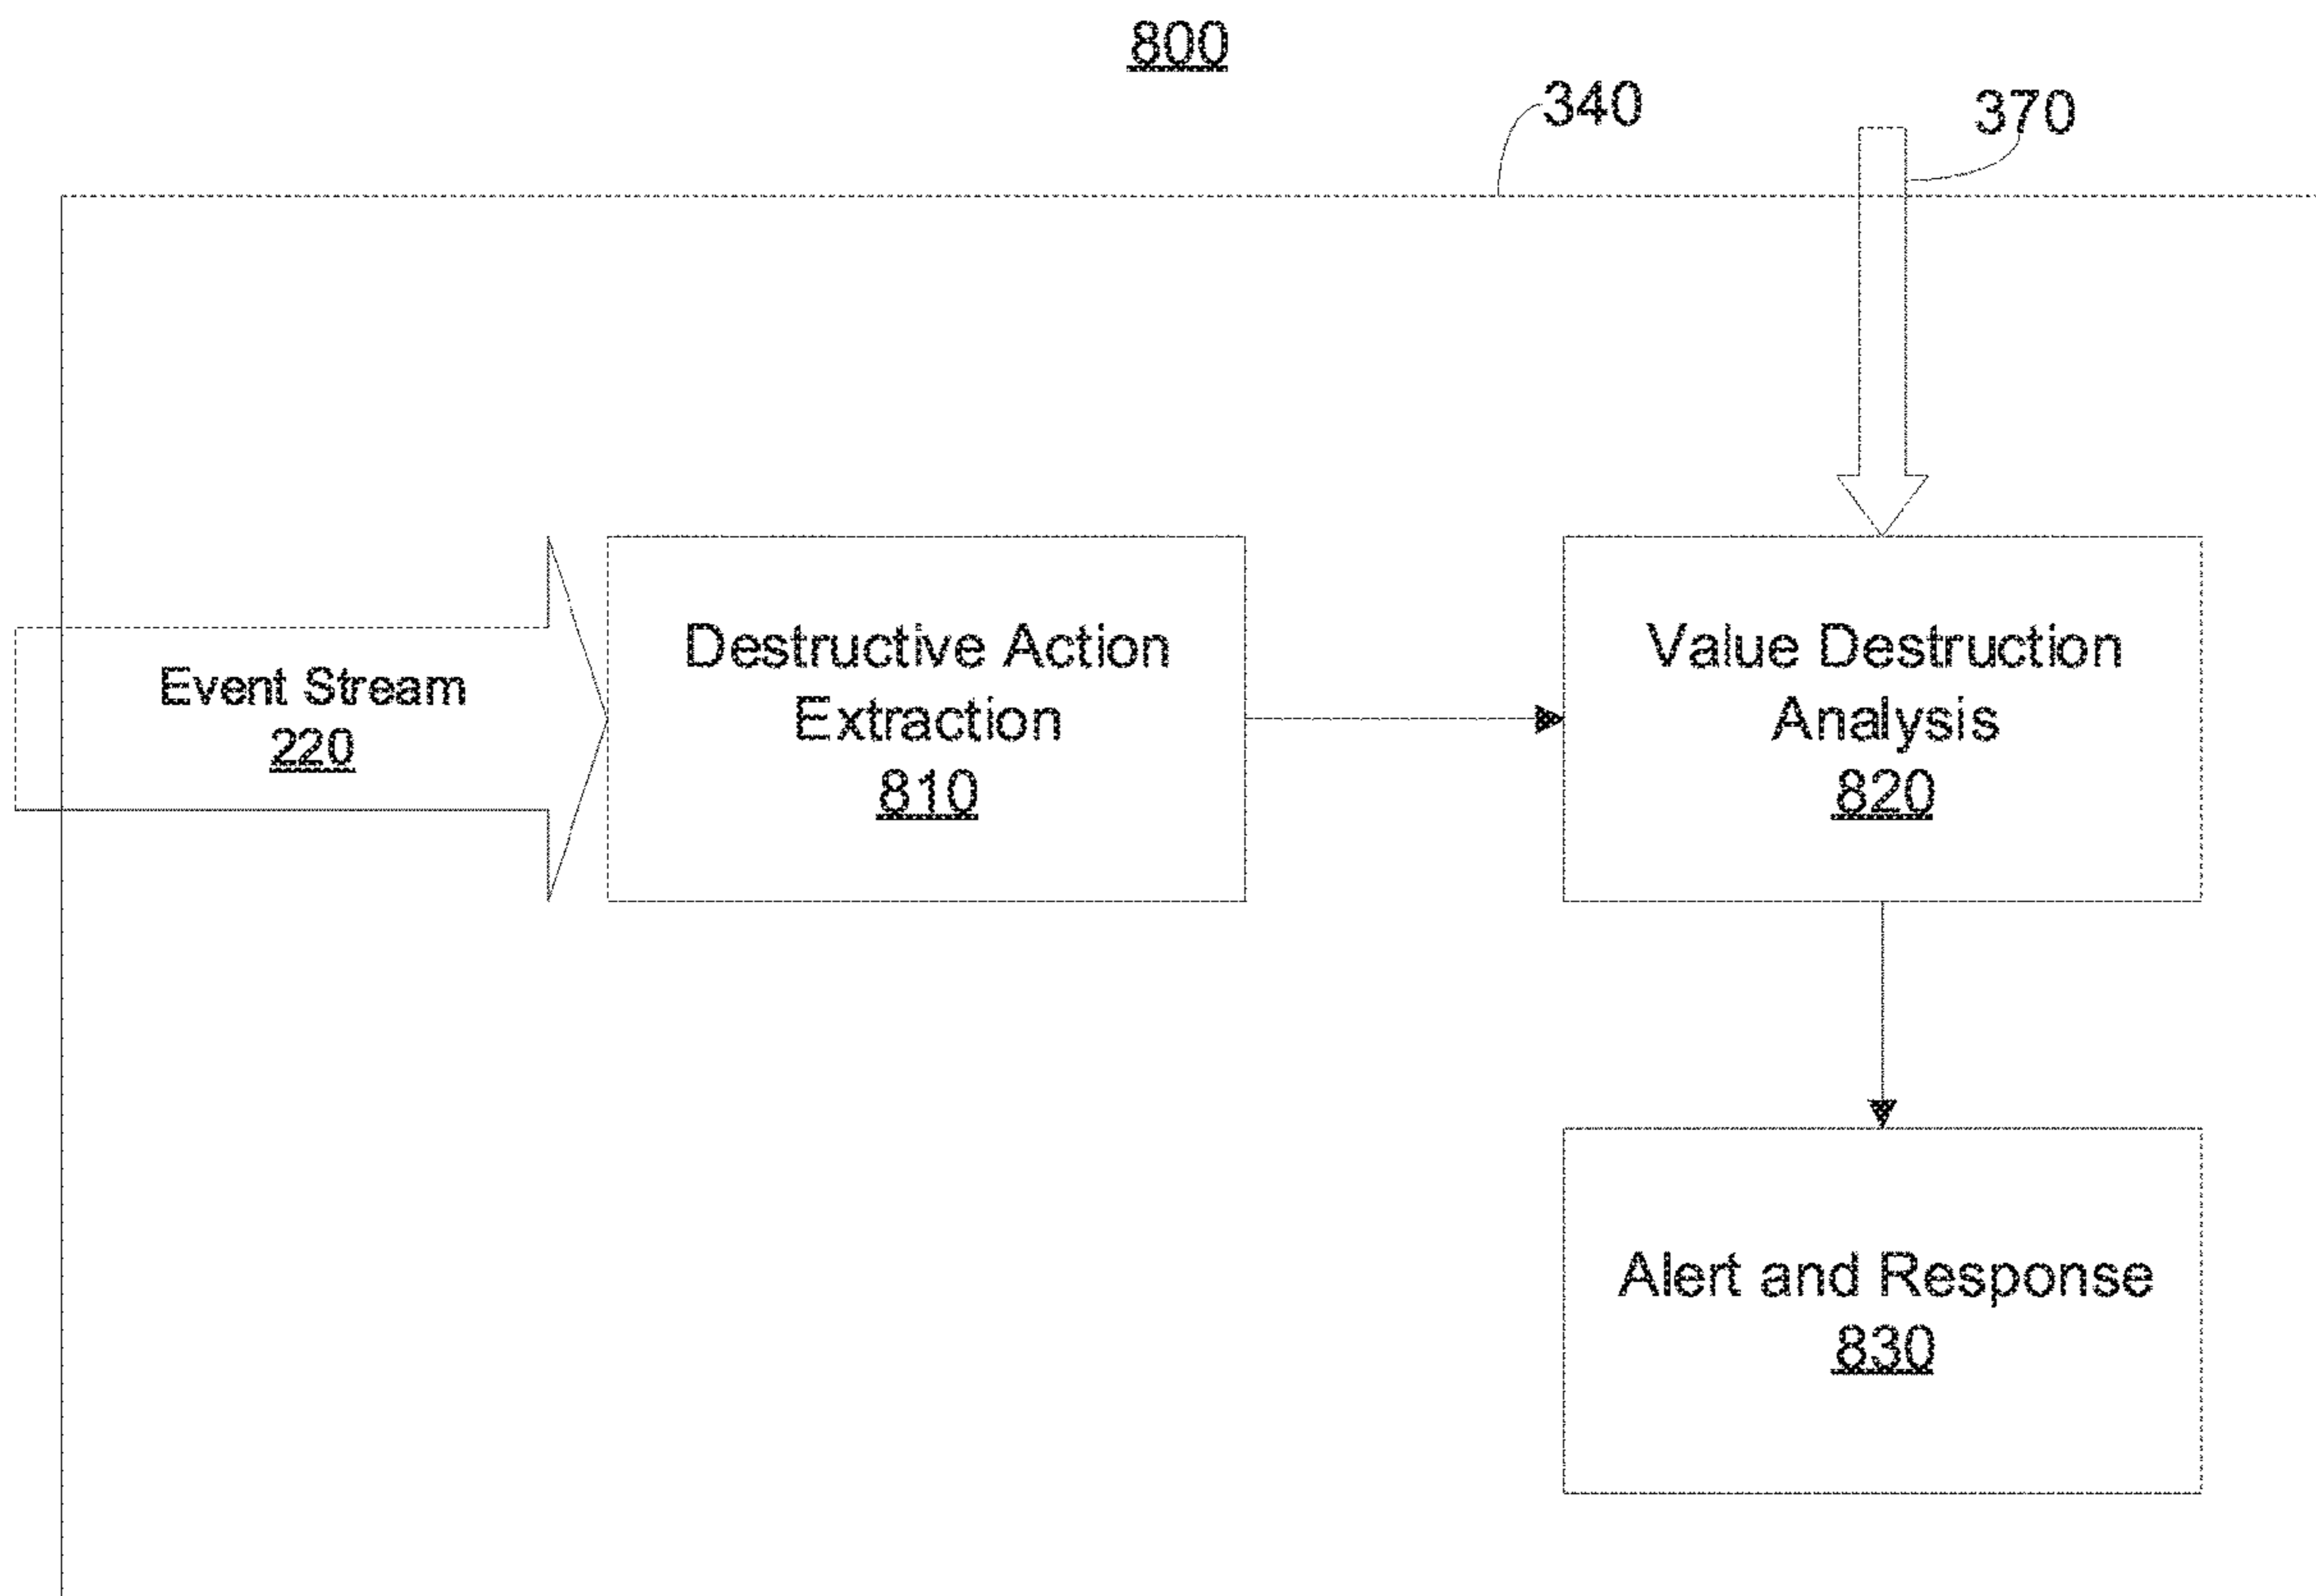 800
340
370
Event Stream
220
Destructive Action
Extraction
810
Value Destruction
Analysis
820
Alert and Response
830